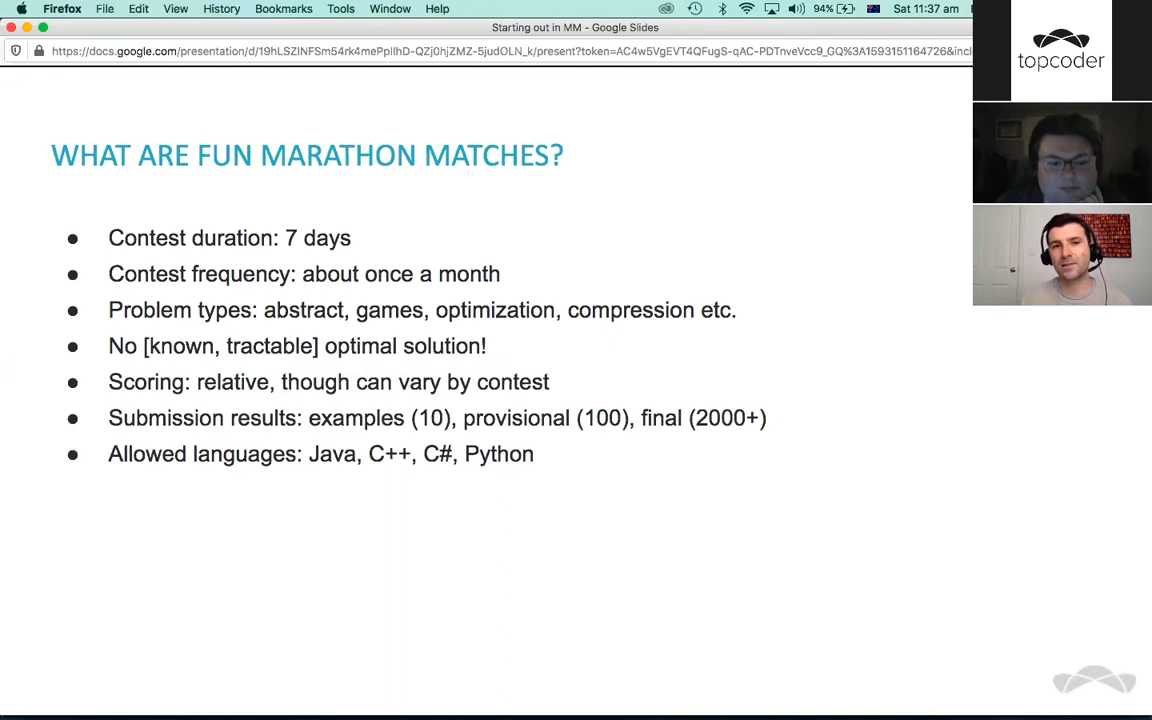 Firefox File Edit View History Bookmarks Tools Window Help 94% Sat 11:37 am
Starting out in MM - Google Slides
topcoder
WHAT ARE FUN MARATHON MATCHES?
● Contest duration: 7 days
● Contest frequency: about once a month
● Problem types: abstract, games, optimization, compression etc.
● No [known, tractable] optimal solution!
● Scoring: relative, though can vary by contest
● Submission results: examples (10), provisional (100), final (2000+)
● Allowed languages: Java, C++, C#, Python